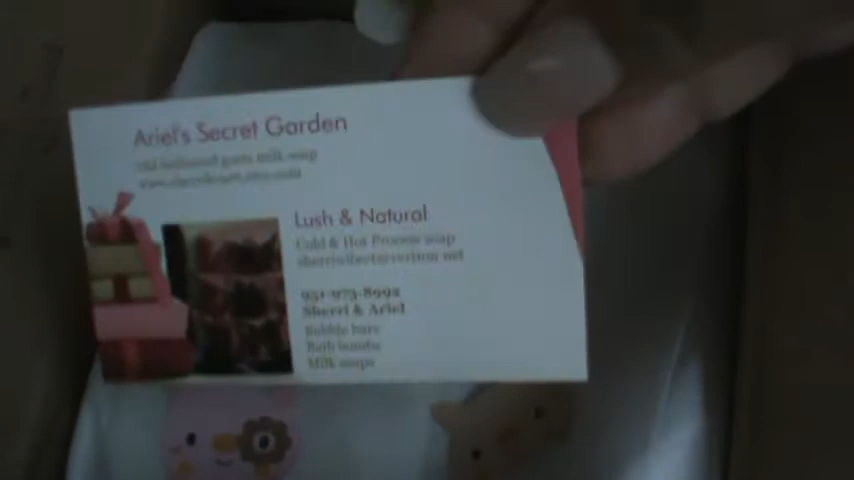 Ariel's Secret Garden
Old fashioned goats milk soap
Lush & Natural
Cold & Hot Process soap
Sherri & Ariel
Bubble bars
Bath bombs
Milk soaps